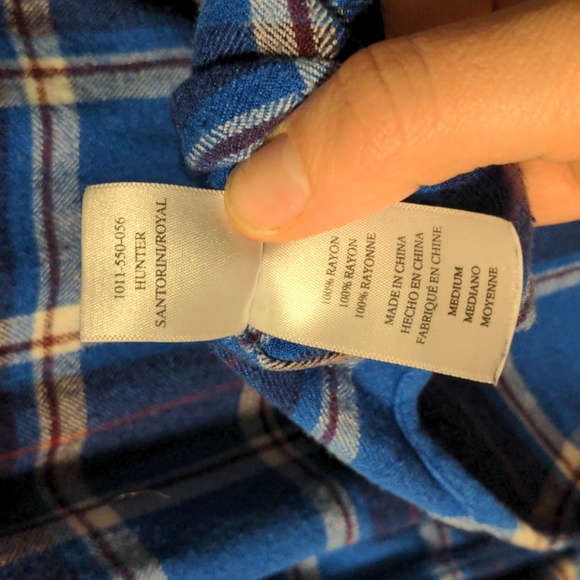 1011-550-056
HUNTER
SANTORINI/ROYAL
100% RAYON
100% RAYON
100% RAYONNE
MADE IN CHINA
HECHO EN CHINA
FABRIQUÉ EN CHINE
MEDIUM
MEDIANO
MOYENNE